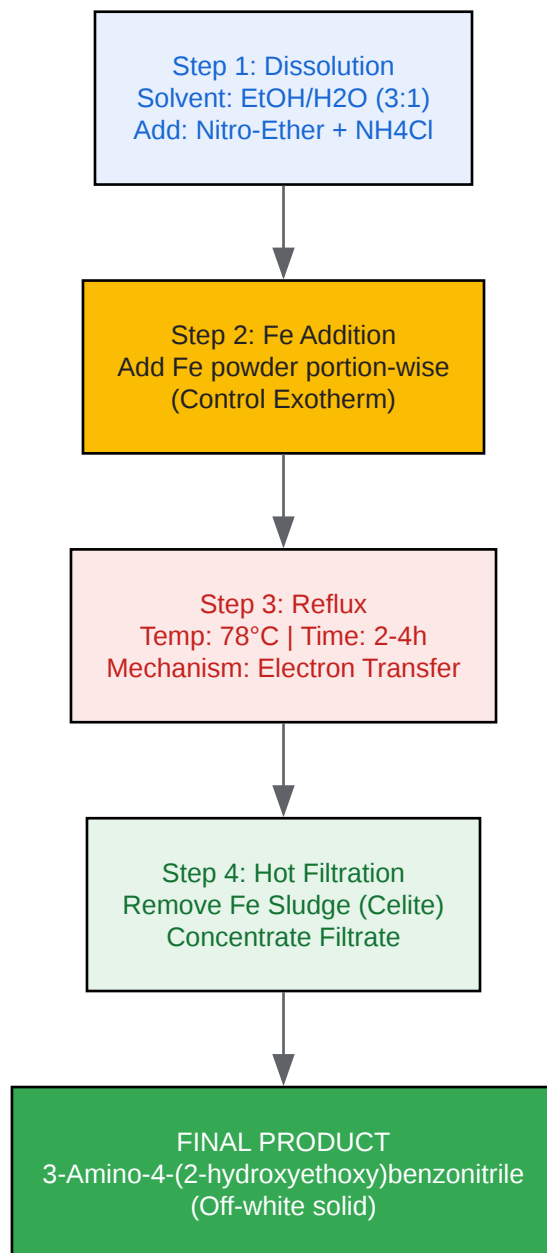 Step 1: Dissolution
Solvent: EtOH/H2O (3:1)
Add: Nitro-Ether + NH4Cl
Step 2: Fe Addition
Add Fe powder portion-wise
(Control Exotherm)
Step 3: Reflux
Temp: 78°C | Time: 2-4h
Mechanism: Electron Transfer
Step 4: Hot Filtration
Remove Fe Sludge (Celite)
Concentrate Filtrate
FINAL PRODUCT
3-Amino-4-(2-hydroxyethoxy)benzonitrile
(Off-white solid)